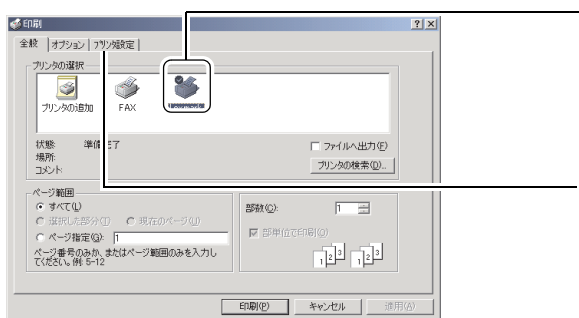 印刷
全般
オプション
プリンタ設定
プリンタの選択
プリンタの追加
FAX
状態: 準備完了
場所:
コメント:
ファイルへ出力(F)
プリンタの検索(D)...
ページ範囲
すべて(L)
選択した部分(T)
現在のページ(U)
ページ指定(G): 1
ページ番号のみか、またはページ範囲のみを入力し
てください。例: 5-12
部数(C): 1
部単位で印刷(O)
1 1 2 2 3 3
印刷(P)
キャンセル
適用(A)